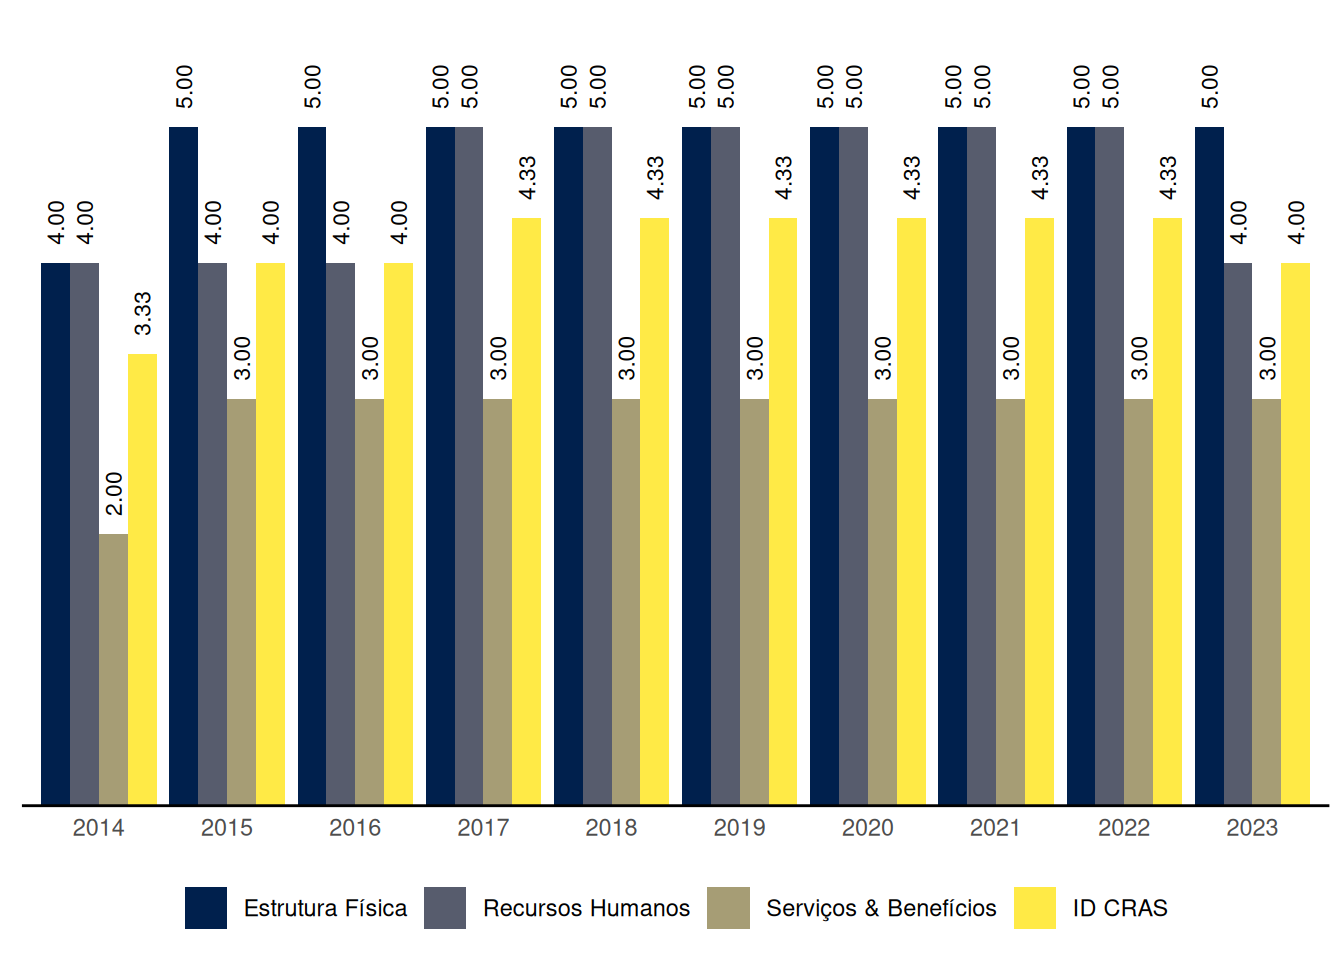 5.00 5.00 5.00 5.00 5.00 5.00 5.00 5.00 5.00 5.00 5.00 5.00 5.00 5.00 5.00
4.33 4.33 4.33 4.33 4.33 4.33
4.00 4.00 4.00 4.00 4.00 4.00 4.00 4.00
3.33
3.00 3.00 3.00 3.00 3.00 3.00 3.00 3.00 3.00
2.00
2014 2015 2016 2017 2018 2019 2020 2021 2022 2023
Estrutura Física Recursos Humanos Serviços & Benefícios ID CRAS